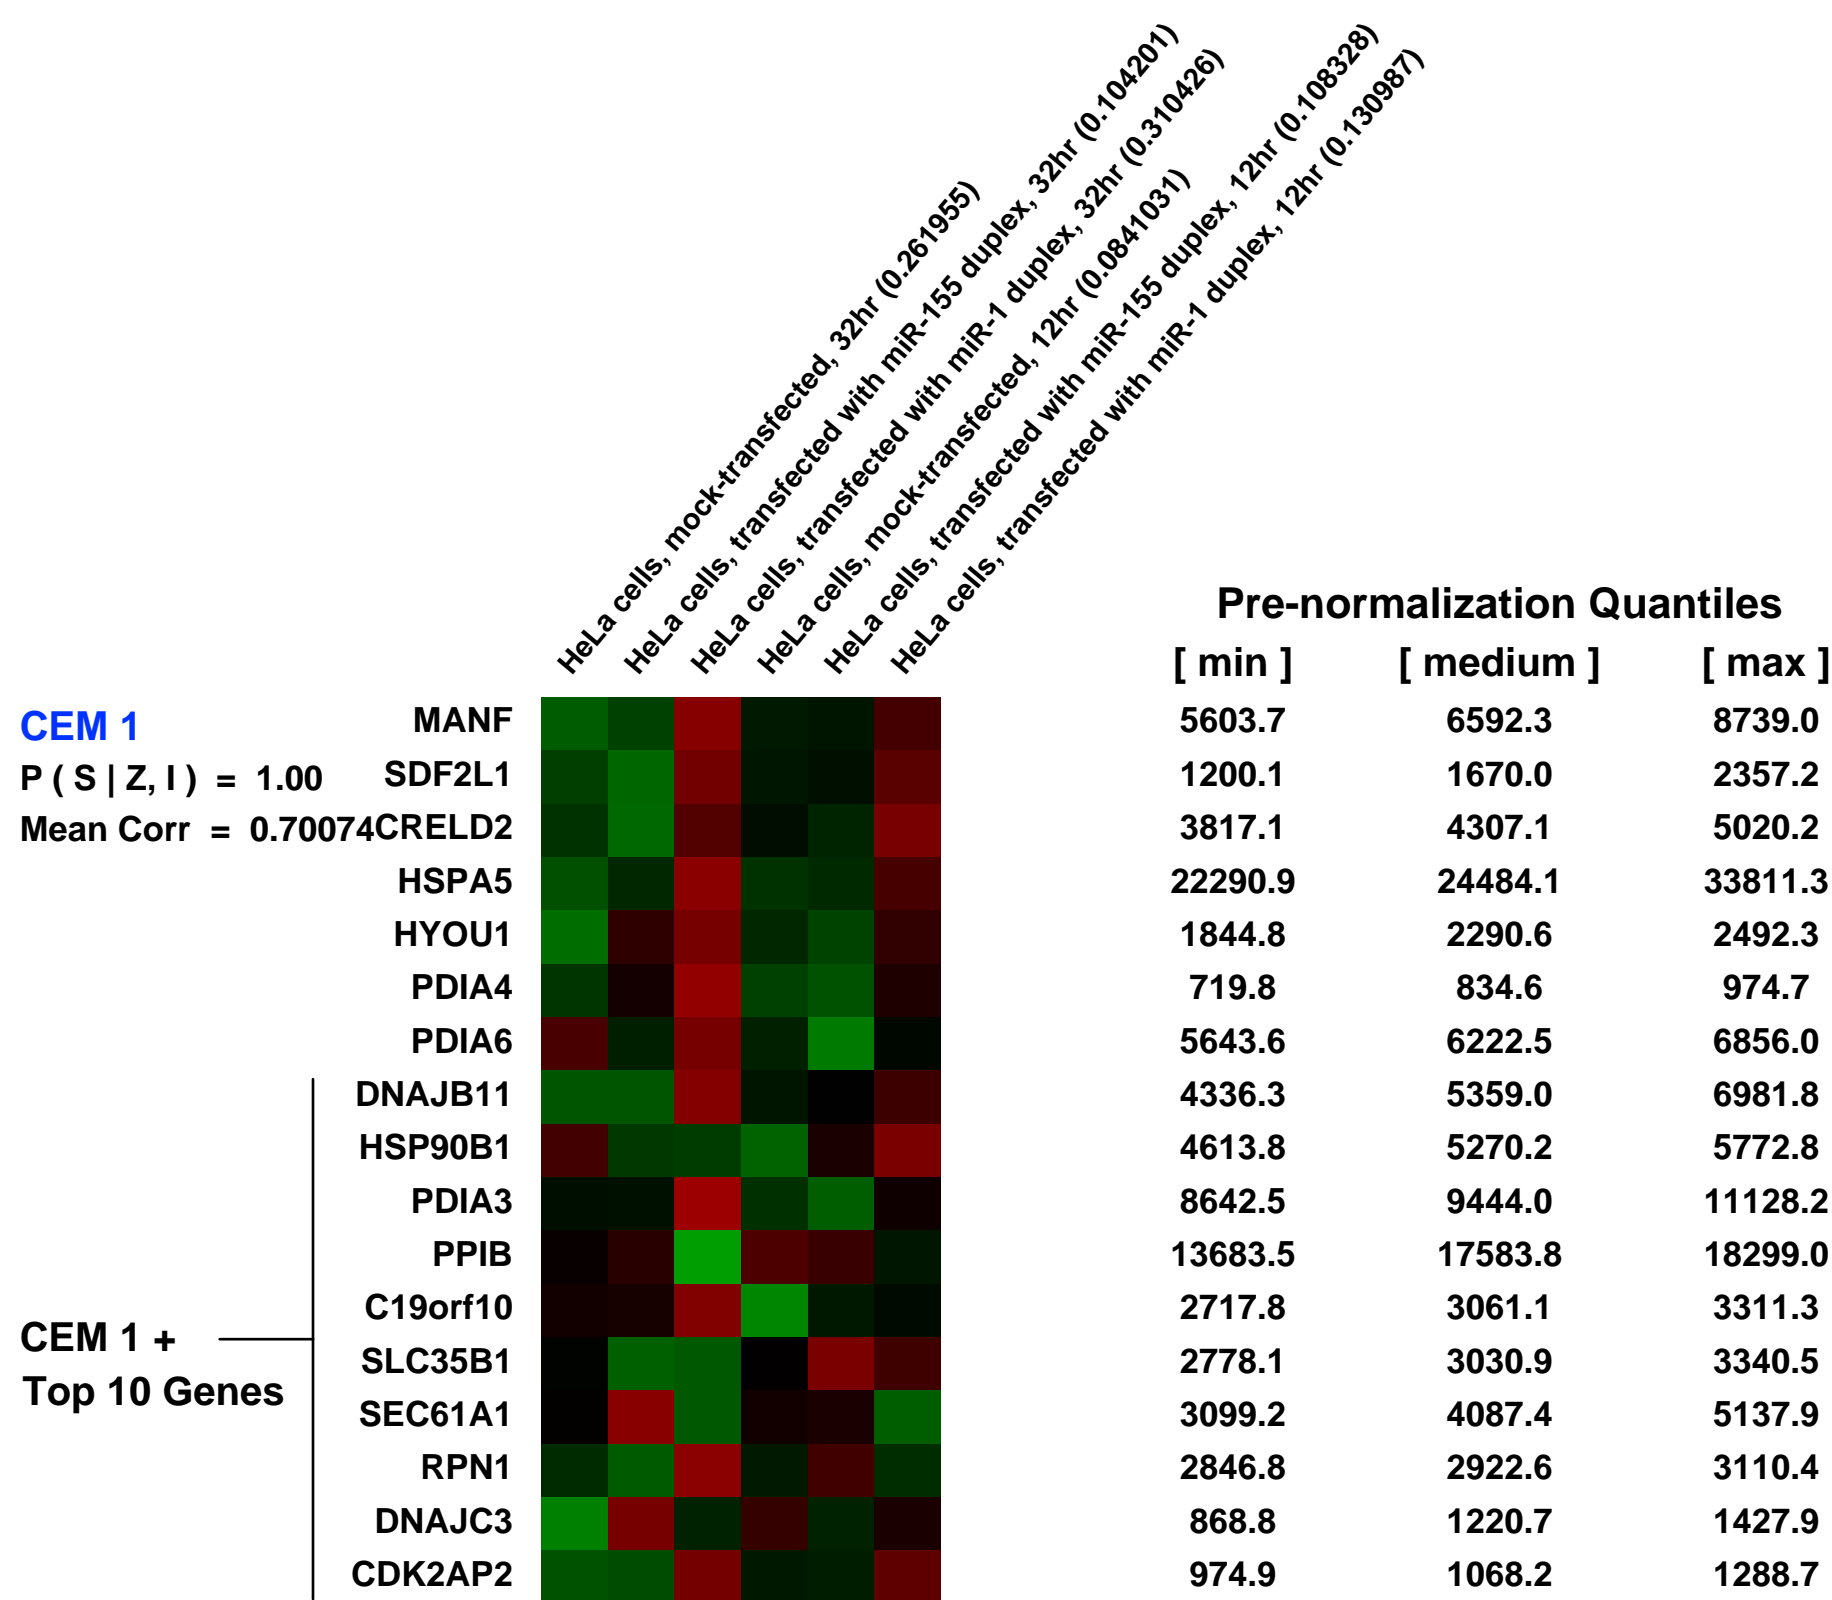 HeLa cells, mock-transfected, 32hr (0.261955)
HeLa cells, transfected with miR-155 duplex, 32hr (0.104201)
HeLa cells, transfected with miR-1 duplex, 32hr (0.310426)
HeLa cells, mock-transfected, 12hr (0.0841031)
HeLa cells, transfected with miR-155 duplex, 12hr (0.108328)
HeLa cells, transfected with miR-1 duplex, 12hr (0.130987)
Pre-normalization Quantiles
[ min ] [ medium ] [ max ]
CEM 1 MANF 5603.7 6592.3 8739.0
P ( S | Z, I ) = 1.00 SDF2L1 1200.1 1670.0 2357.2
Mean Corr = 0.70074 CRELD2 3817.1 4307.1 5020.2
HSPA5 22290.9 24484.1 33811.3
HYOU1 1844.8 2290.6 2492.3
PDIA4 719.8 834.6 974.7
PDIA6 5643.6 6222.5 6856.0
DNAJB11 4336.3 5359.0 6981.8
HSP90B1 4613.8 5270.2 5772.8
PDIA3 8642.5 9444.0 11128.2
PPIB 13683.5 17583.8 18299.0
C19orf10 2717.8 3061.1 3311.3
CEM 1 +
SLC35B1 2778.1 3030.9 3340.5
Top 10 Genes
SEC61A1 3099.2 4087.4 5137.9
RPN1 2846.8 2922.6 3110.4
DNAJC3 868.8 1220.7 1427.9
CDK2AP2 974.9 1068.2 1288.7